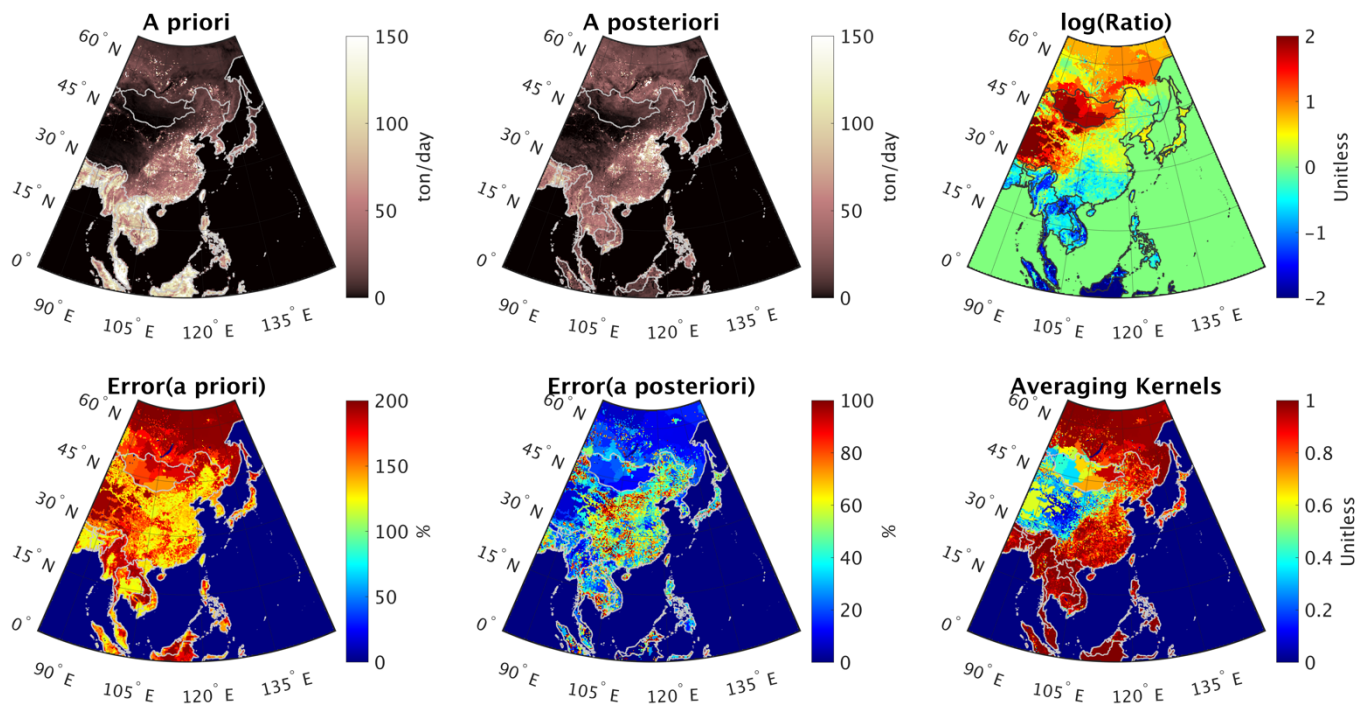 A priori
60° N
45° N
30° N
15° N
0°
90° E
105° E
120° E
135° E
150
100
50
0
ton/day
A posteriori
60° N
45° N
30° N
15° N
0°
90° E
105° E
120° E
135° E
150
100
50
0
ton/day
log(Ratio)
60° N
45° N
30° N
15° N
0°
90° E
105° E
120° E
135° E
2
1
0
−1
−2
Unitless
Error(a priori)
60° N
45° N
30° N
15° N
0°
90° E
105° E
120° E
135° E
200
150
100
50
0
%
Error(a posteriori)
60° N
45° N
30° N
15° N
0°
90° E
105° E
120° E
135° E
100
80
60
40
20
0
%
Averaging Kernels
60° N
45° N
30° N
15° N
0°
90° E
105° E
120° E
135° E
1
0.8
0.6
0.4
0.2
0
Unitless